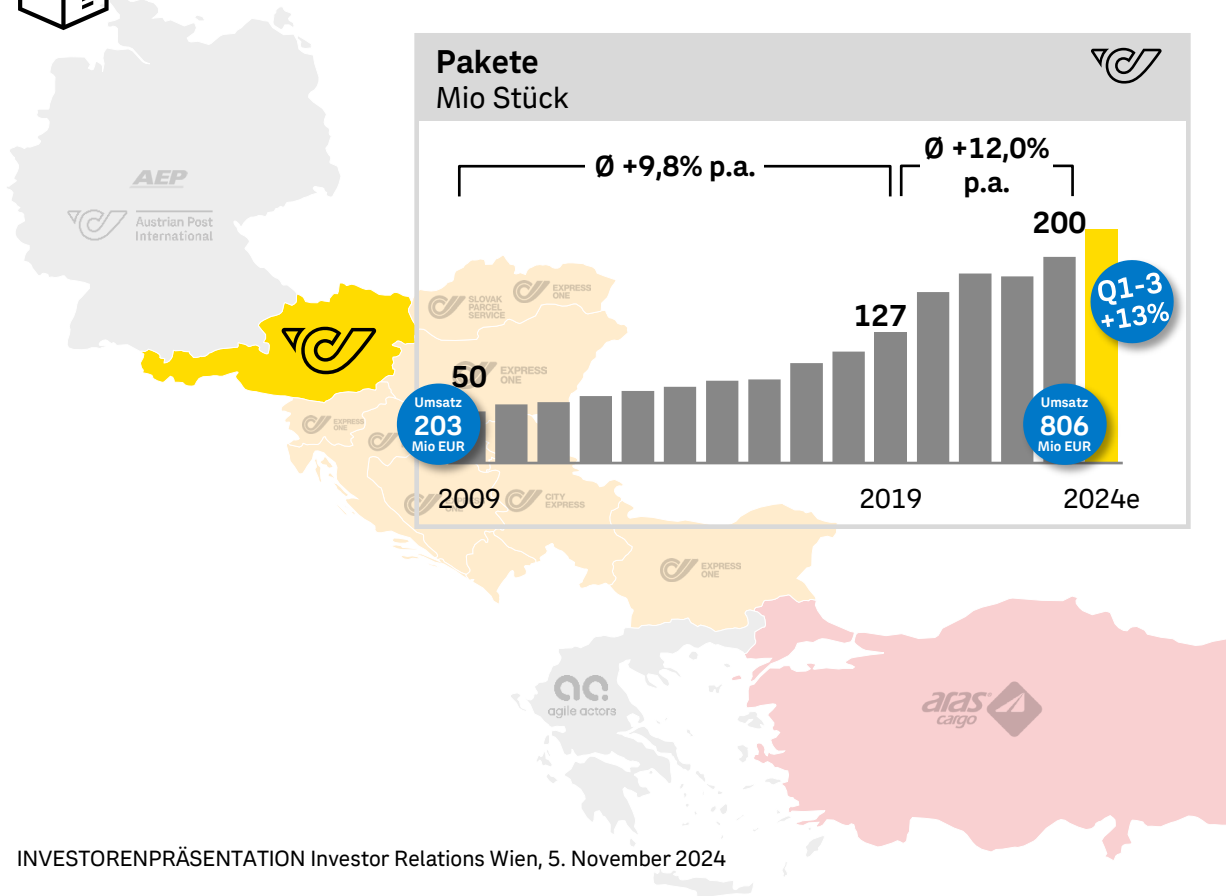 Pakete
Mio Stück
Ø +9,8% p.a.
Ø +12,0%
p.a.
200
Q1-3
+13%
127
50
Umsatz
203
Mio EUR
Umsatz
806
Mio EUR
2009
2019
2024e
AEP
Austrian Post
International
SLOVAK
PARCEL
SERVICE
EXPRESS
ONE
EXPRESS
ONE
EXPRESS
ONE
CITY
EXPRESS
EXPRESS
ONE
agile actors
aras
cargo
INVESTORENPRÄSENTATION Investor Relations Wien, 5. November 2024